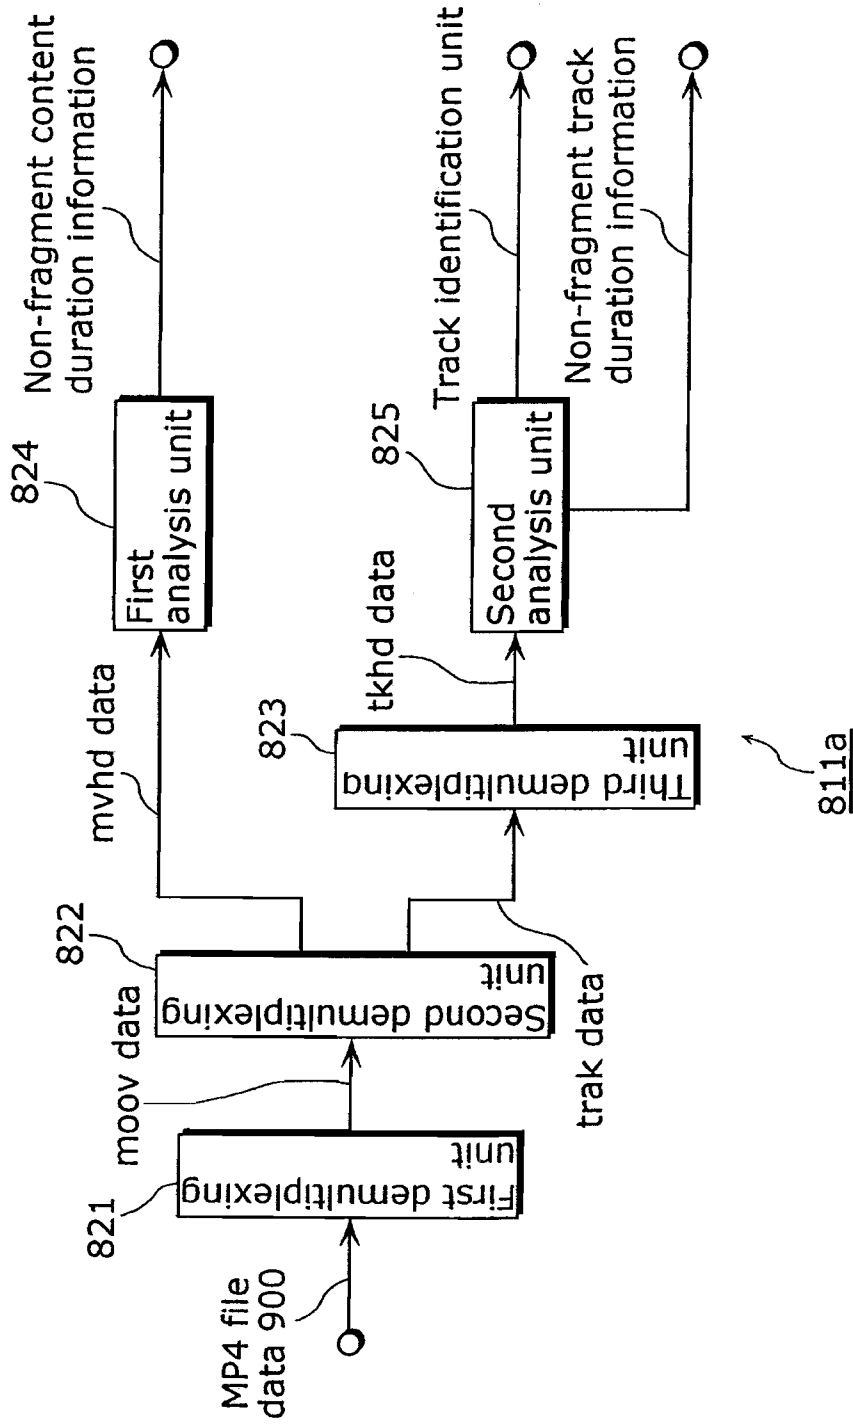 MP4 file
data 900
821
First demultiplexing
unit
moov data
822
Second demultiplexing
unit
mvhd data
trak data
823
Third demultiplexing
unit
tkhd data
824
First
analysis unit
Non-fragment content
duration information
825
Second
analysis unit
Track identification unit
Non-fragment track
duration information
811a